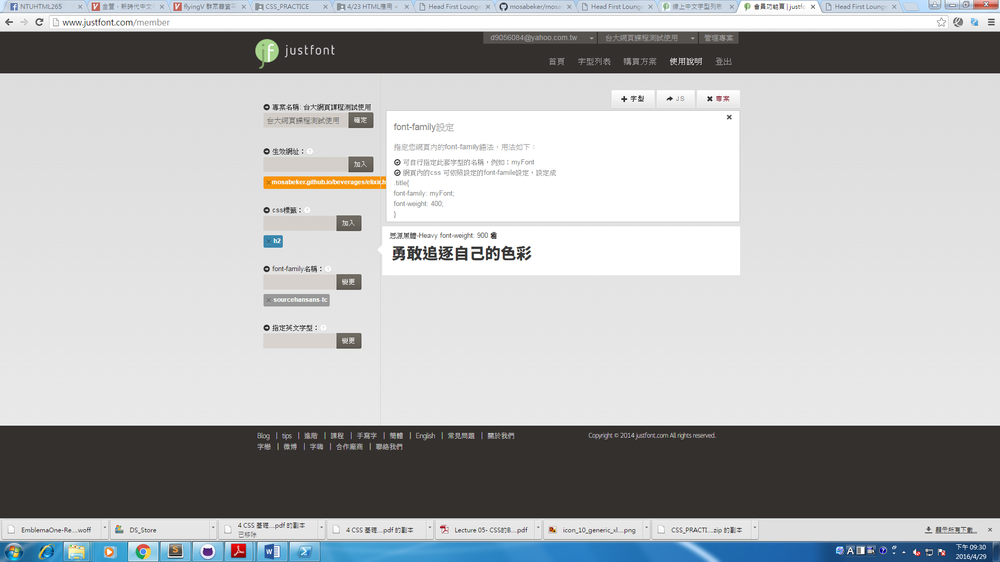 NTUHTML265
金萱，新時代中文字
flyingV 群眾募資平
CSS_PRACTICE
4/23 HTML應用 +
Head First Lounge
mosabeker/mosal
Head First Lounge
線上中文字型列表
會員功能頁 | justfo
Head First Lounge
www.justfont.com/member
d9056084@yahoo.com.tw
台大網頁課程測試使用
管理專案
jf justfont
首頁 字型列表 購買方案 使用說明 登出
+ 字型
JS
專案
專案名稱: 台大網頁課程測試使用
台大網頁課程測試使用
確定
生效網址：?
加入
mosabeker.github.io/beverages/elixir.h
css標籤：?
加入
h2
font-family名稱：?
變更
sourcehansans-tc
指定英文字型：?
變更
font-family設定
指定您網頁內的font-family語法，用法如下：
可自行指定此套字型的名稱，例如：myFont
網頁內的css 可依照設定的font-famile設定，設定成
.title{
font-family: myFont;
font-weight: 400;
}
思源黑體-Heavy font-weight: 900
勇敢追逐自己的色彩
Blog | tips | 進階 | 課程 | 手寫字 | 簡體 | English | 常見問題 | 關於我們
字戀 | 微博 | 字嗨 | 合作廠商 | 聯絡我們
Copyright © 2014 justfont.com All rights reserved.
EmblemaOne-Re....woff
DS_Store
4 CSS 基礎....pdf 的副本
已移除
4 CSS 基礎....pdf 的副本
Lecture 05- CSS的B....pdf
icon_10_generic_xl....png
CSS_PRACTI....zip 的副本
顯示所有下載...
下午 09:30
2016/4/29